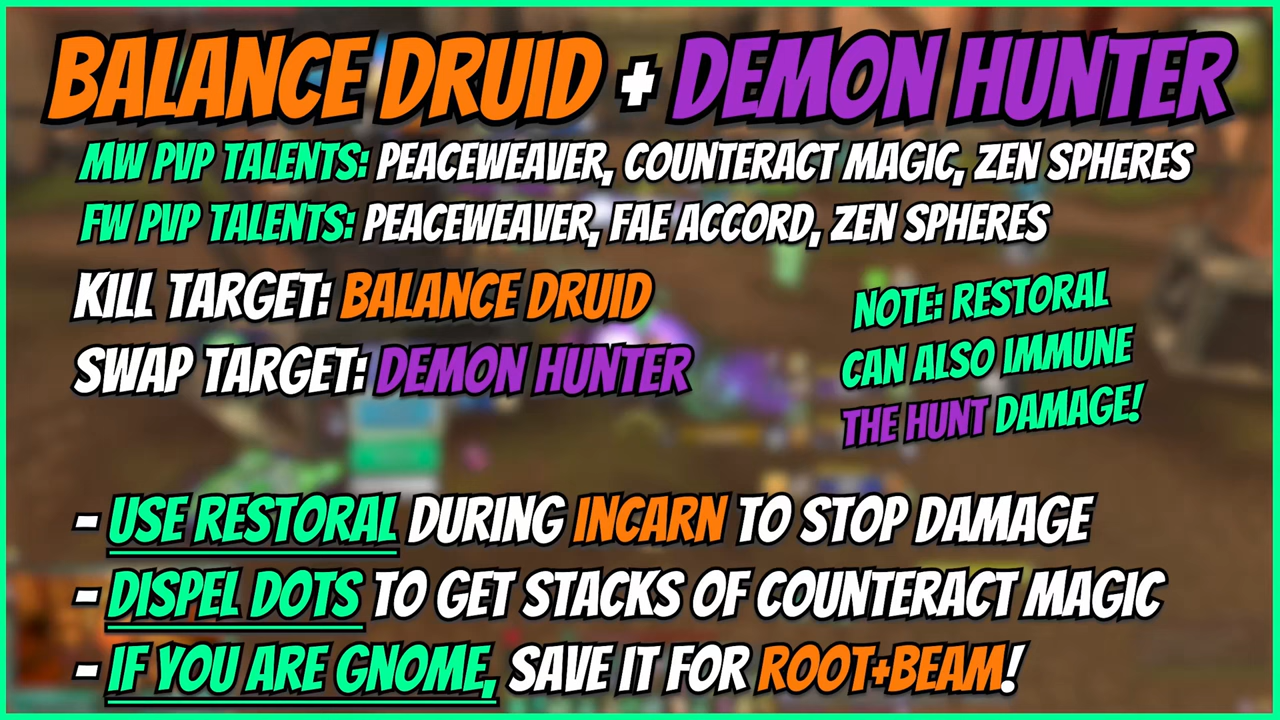 BALANCE DRUID + DEMON HUNTER
MW PVP TALENTS: PEACEWEAVER, COUNTERACT MAGIC, ZEN SPHERES
FW PVP TALENTS: PEACEWEAVER, FAE ACCORD, ZEN SPHERES
KILL TARGET: BALANCE DRUID
SWAP TARGET: DEMON HUNTER
NOTE: RESTORAL
CAN ALSO IMMUNE
THE HUNT DAMAGE!
- USE RESTORAL DURING INCARN TO STOP DAMAGE
- DISPEL DOTS TO GET STACKS OF COUNTERACT MAGIC
- IF YOU ARE GNOME, SAVE IT FOR ROOT+BEAM!